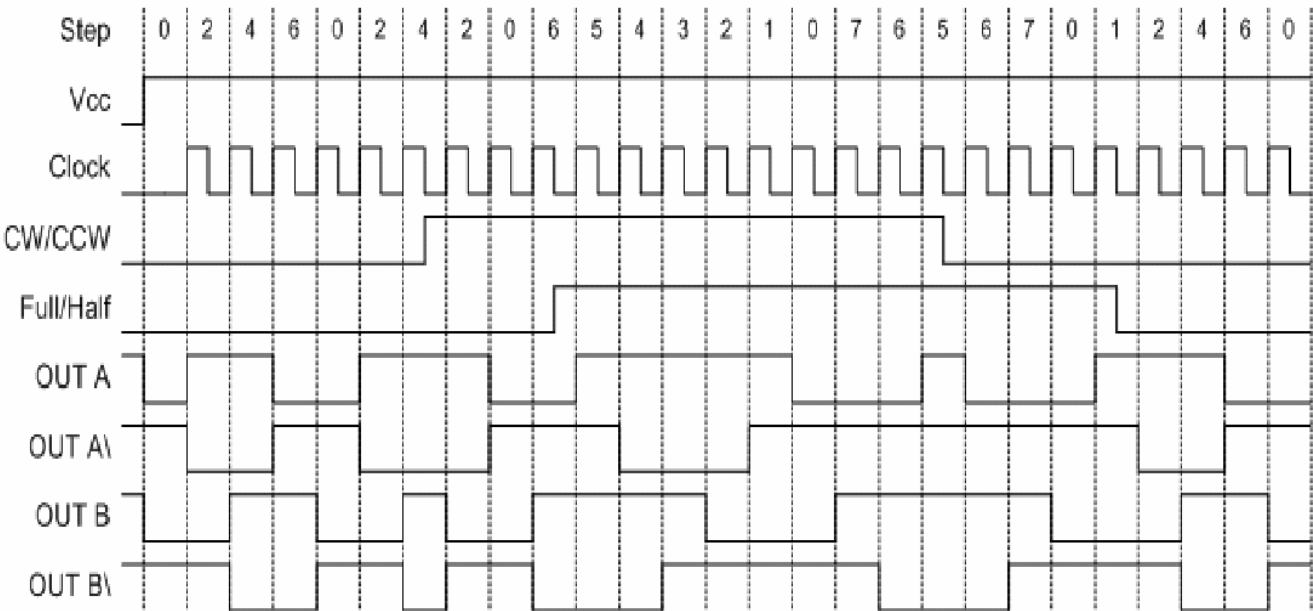 Step 0 2 4 6 0 2 4 2 0 6 5 4 3 2 1 0 7 6 5 6 7 0 1 2 4 6 0
Vcc
Clock
CW/CCW
Full/Half
OUT A
OUT A\
OUT B
OUT B\